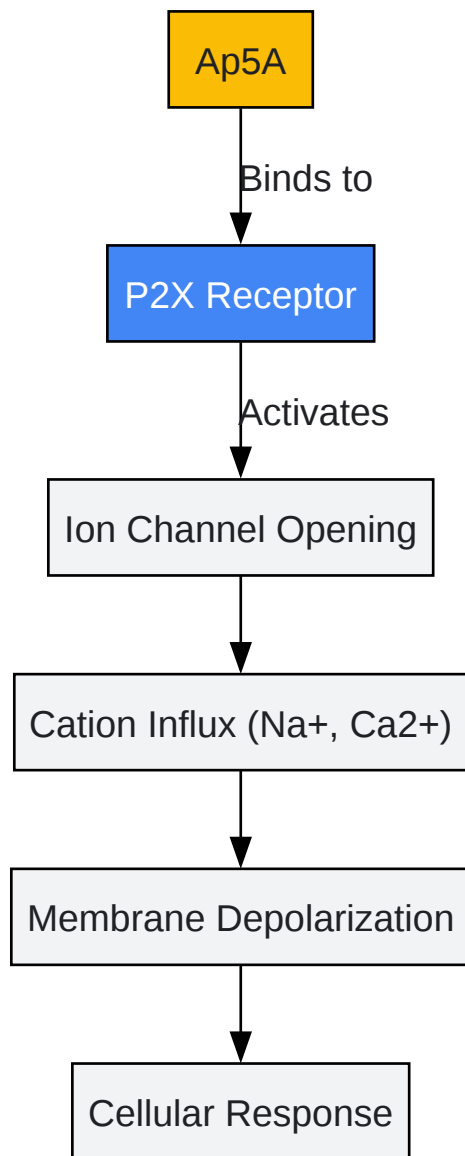 Ap5A
Binds to
P2X Receptor
Activates
Ion Channel Opening
Cation Influx (Na+, Ca2+)
Membrane Depolarization
Cellular Response